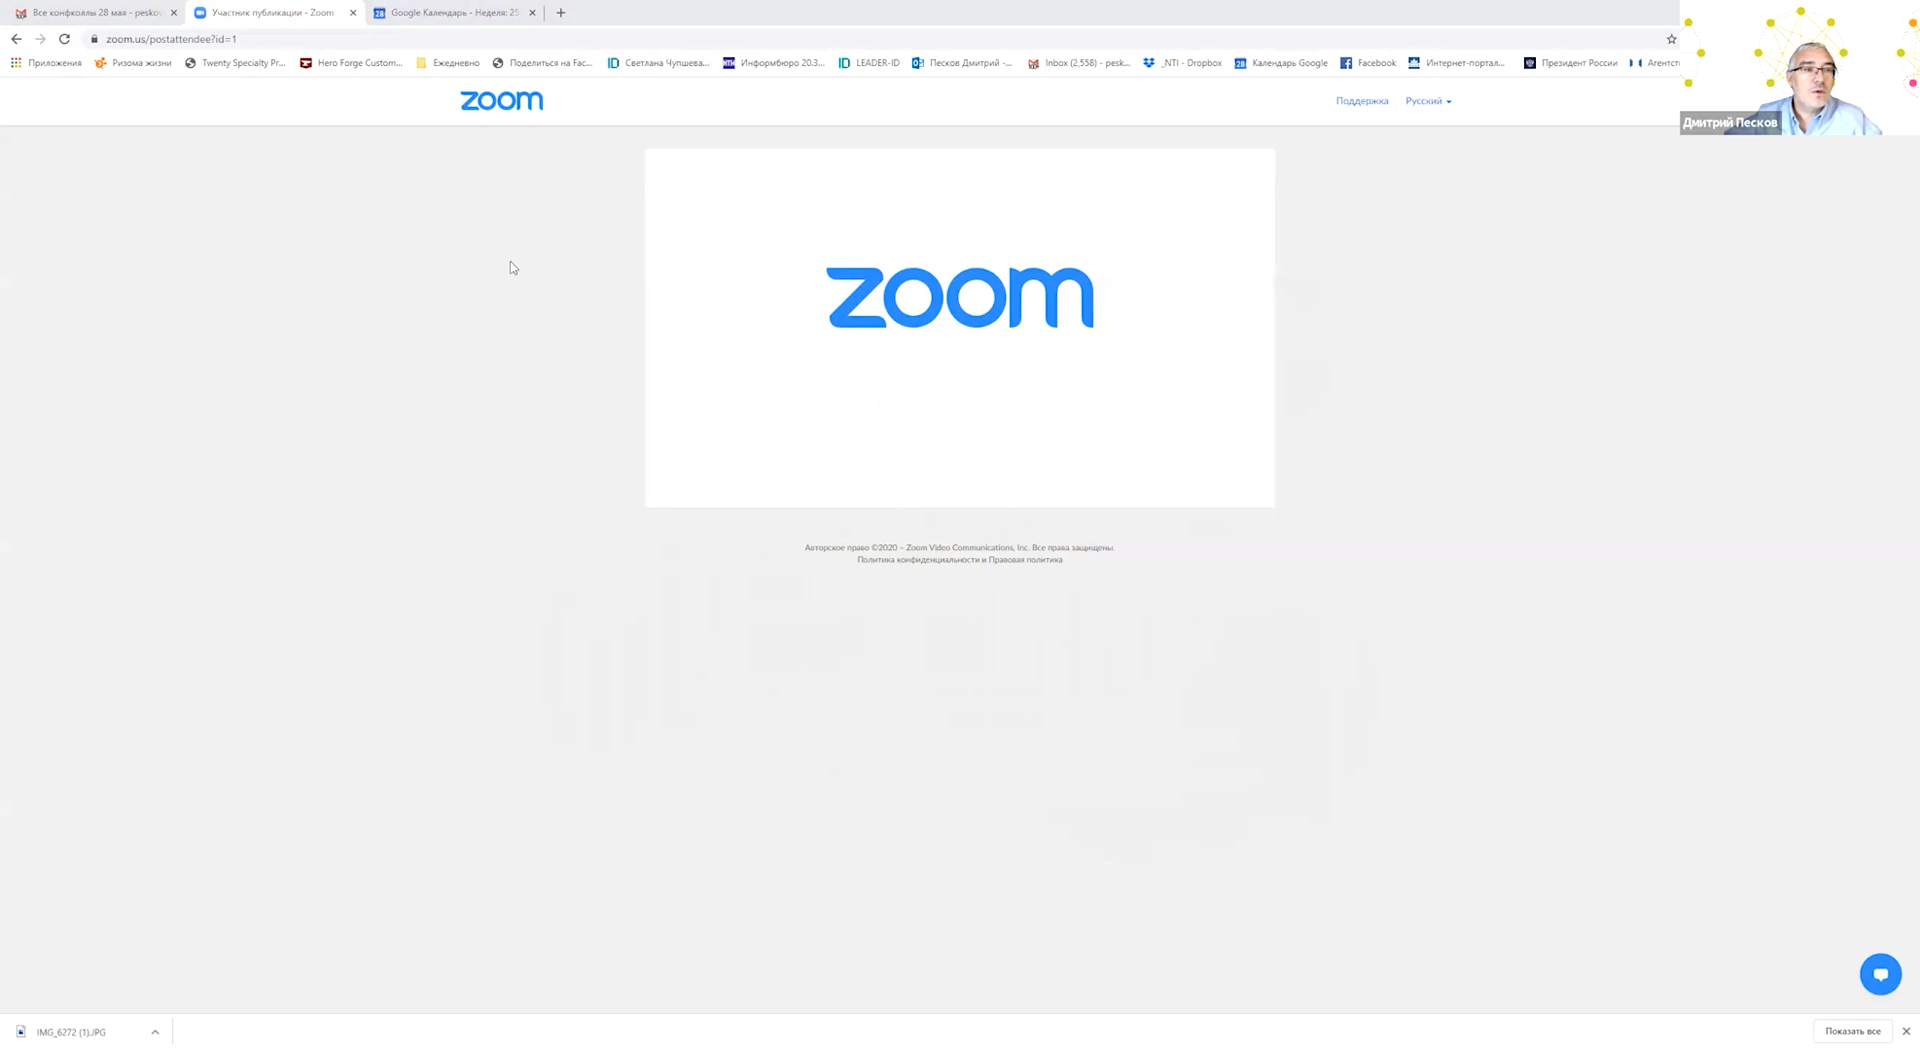 Все конфколлы 28 мая - pesko
Участник публикации - Zoom
Google Календарь - Неделя: 25
zoom.us/postattendee?id=1
Приложения
Ризома жизни
Twenty Specialty Pr...
Hero Forge Custom...
Ежедневно
Поделиться на Fac...
Светлана Чупшева...
Информбюро 20.3...
LEADER-ID
Песков Дмитрий -...
Inbox (2,558) - pesk...
_NTI - Dropbox
Календарь Google
Facebook
Интернет-портал...
Президент России
Агентст
zoom
Поддержка
Русский
Дмитрий Песков
zoom
Авторское право ©2020 – Zoom Video Communications, Inc. Все права защищены.
Политика конфиденциальности и Правовая политика
IMG_6272 (1).JPG
Показать все